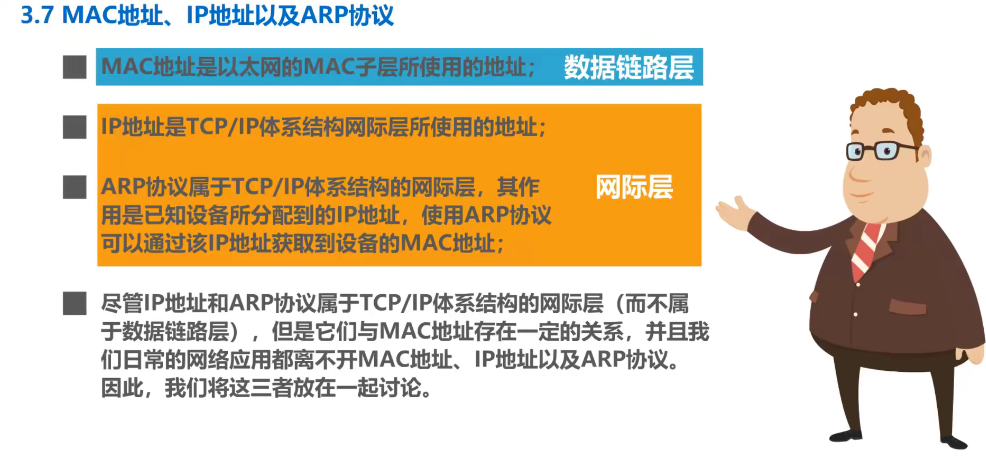 3.7 MAC地址、IP地址以及ARP协议
MAC地址是以太网的MAC子层所使用的地址； 数据链路层
IP地址是TCP/IP体系结构网际层所使用的地址；
ARP协议属于TCP/IP体系结构的网际层，其作
用是已知设备所分配到的IP地址，使用ARP协议
可以通过该IP地址获取到设备的MAC地址；
网际层
尽管IP地址和ARP协议属于TCP/IP体系结构的网际层（而不属
于数据链路层），但是它们与MAC地址存在一定的关系，并且我
们日常的网络应用都离不开MAC地址、IP地址以及ARP协议。
因此，我们将这三者放在一起讨论。